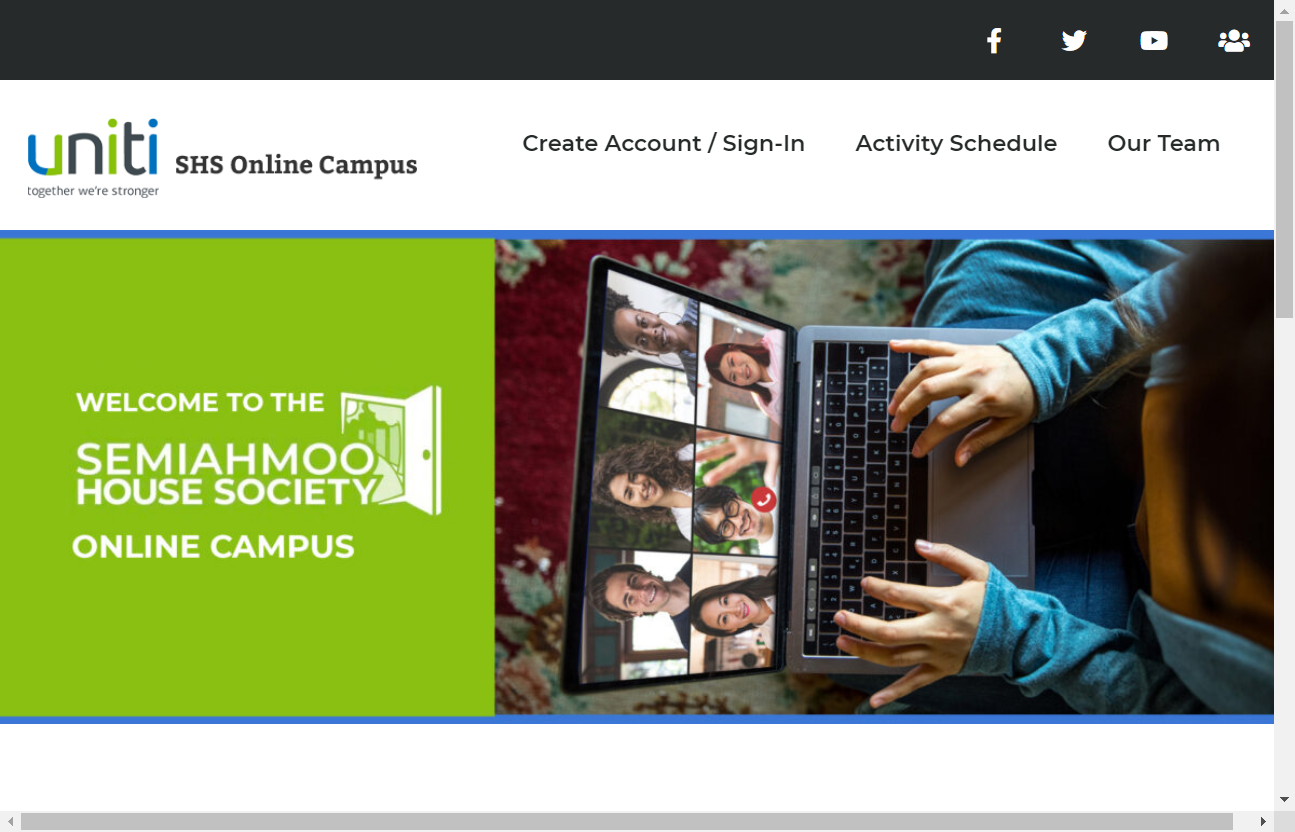 Create Account / Sign-In
Activity Schedule
Our Team
uniti
together we're stronger
SHS Online Campus
WELCOME TO THE
SEMIAHMOO
HOUSE SOCIETY
ONLINE CAMPUS